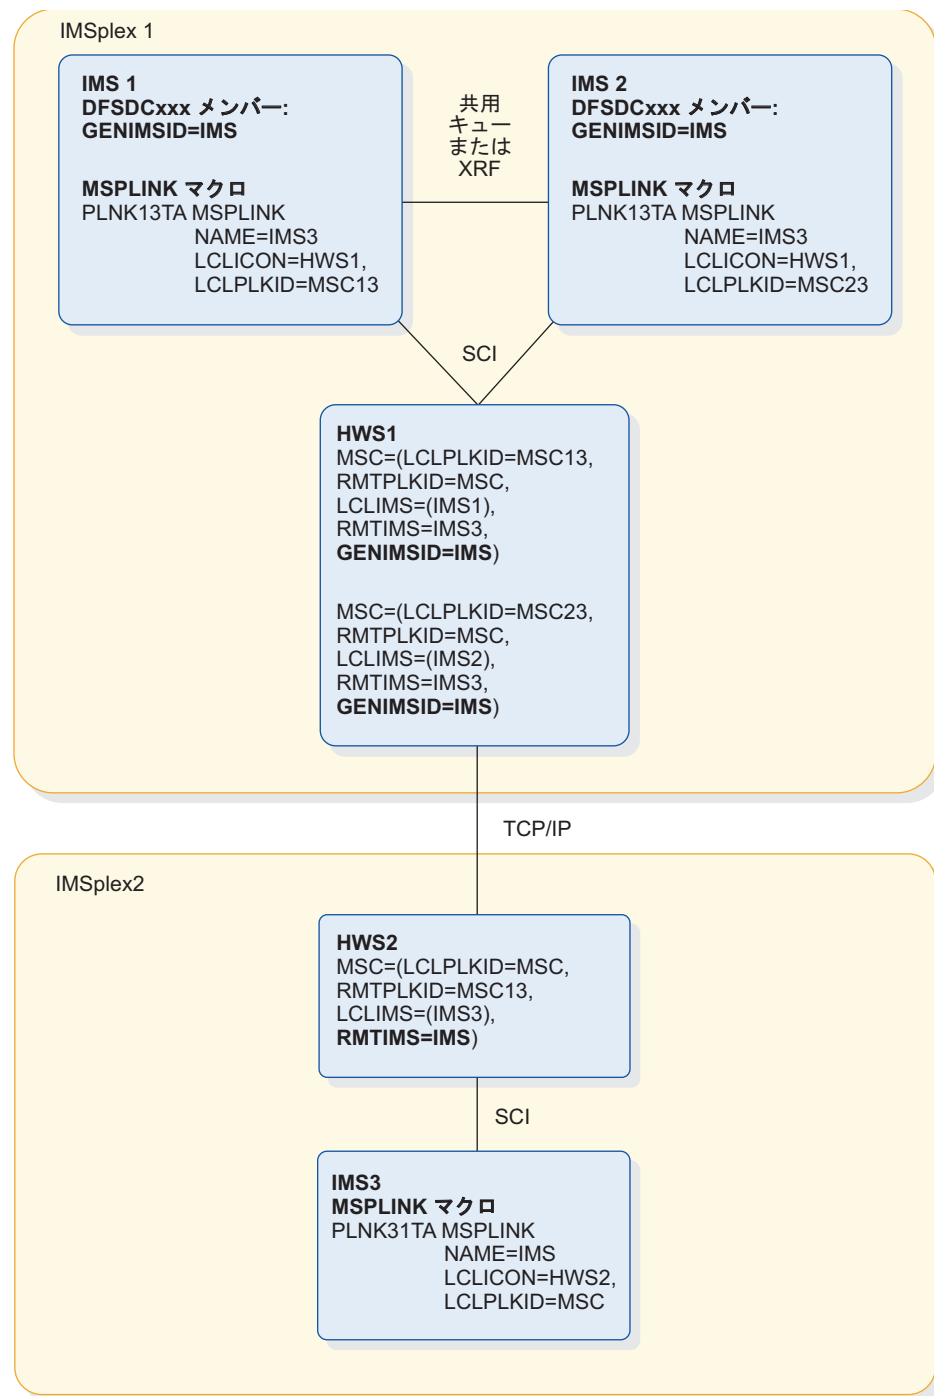 IMSplex 1
IMS 1
DFSDCxxx メンバー:
GENIMSID=IMS
MSPLINK マクロ
PLNK13TA MSPLINK
NAME=IMS3
LCLICON=HWS1,
LCLPLKID=MSC13
共用
キュー
または
XRF
IMS 2
DFSDCxxx メンバー:
GENIMSID=IMS
MSPLINK マクロ
PLNK13TA MSPLINK
NAME=IMS3
LCLICON=HWS1,
LCLPLKID=MSC23
SCI
HWS1
MSC=(LCLPLKID=MSC13,
RMTPLKID=MSC,
LCLIMS=(IMS1),
RMTIMS=IMS3,
GENIMSID=IMS)
MSC=(LCLPLKID=MSC23,
RMTPLKID=MSC,
LCLIMS=(IMS2),
RMTIMS=IMS3,
GENIMSID=IMS)
TCP/IP
IMSplex2
HWS2
MSC=(LCLPLKID=MSC,
RMTPLKID=MSC13,
LCLIMS=(IMS3),
RMTIMS=IMS)
SCI
IMS3
MSPLINK マクロ
PLNK31TA MSPLINK
NAME=IMS
LCLICON=HWS2,
LCLPLKID=MSC